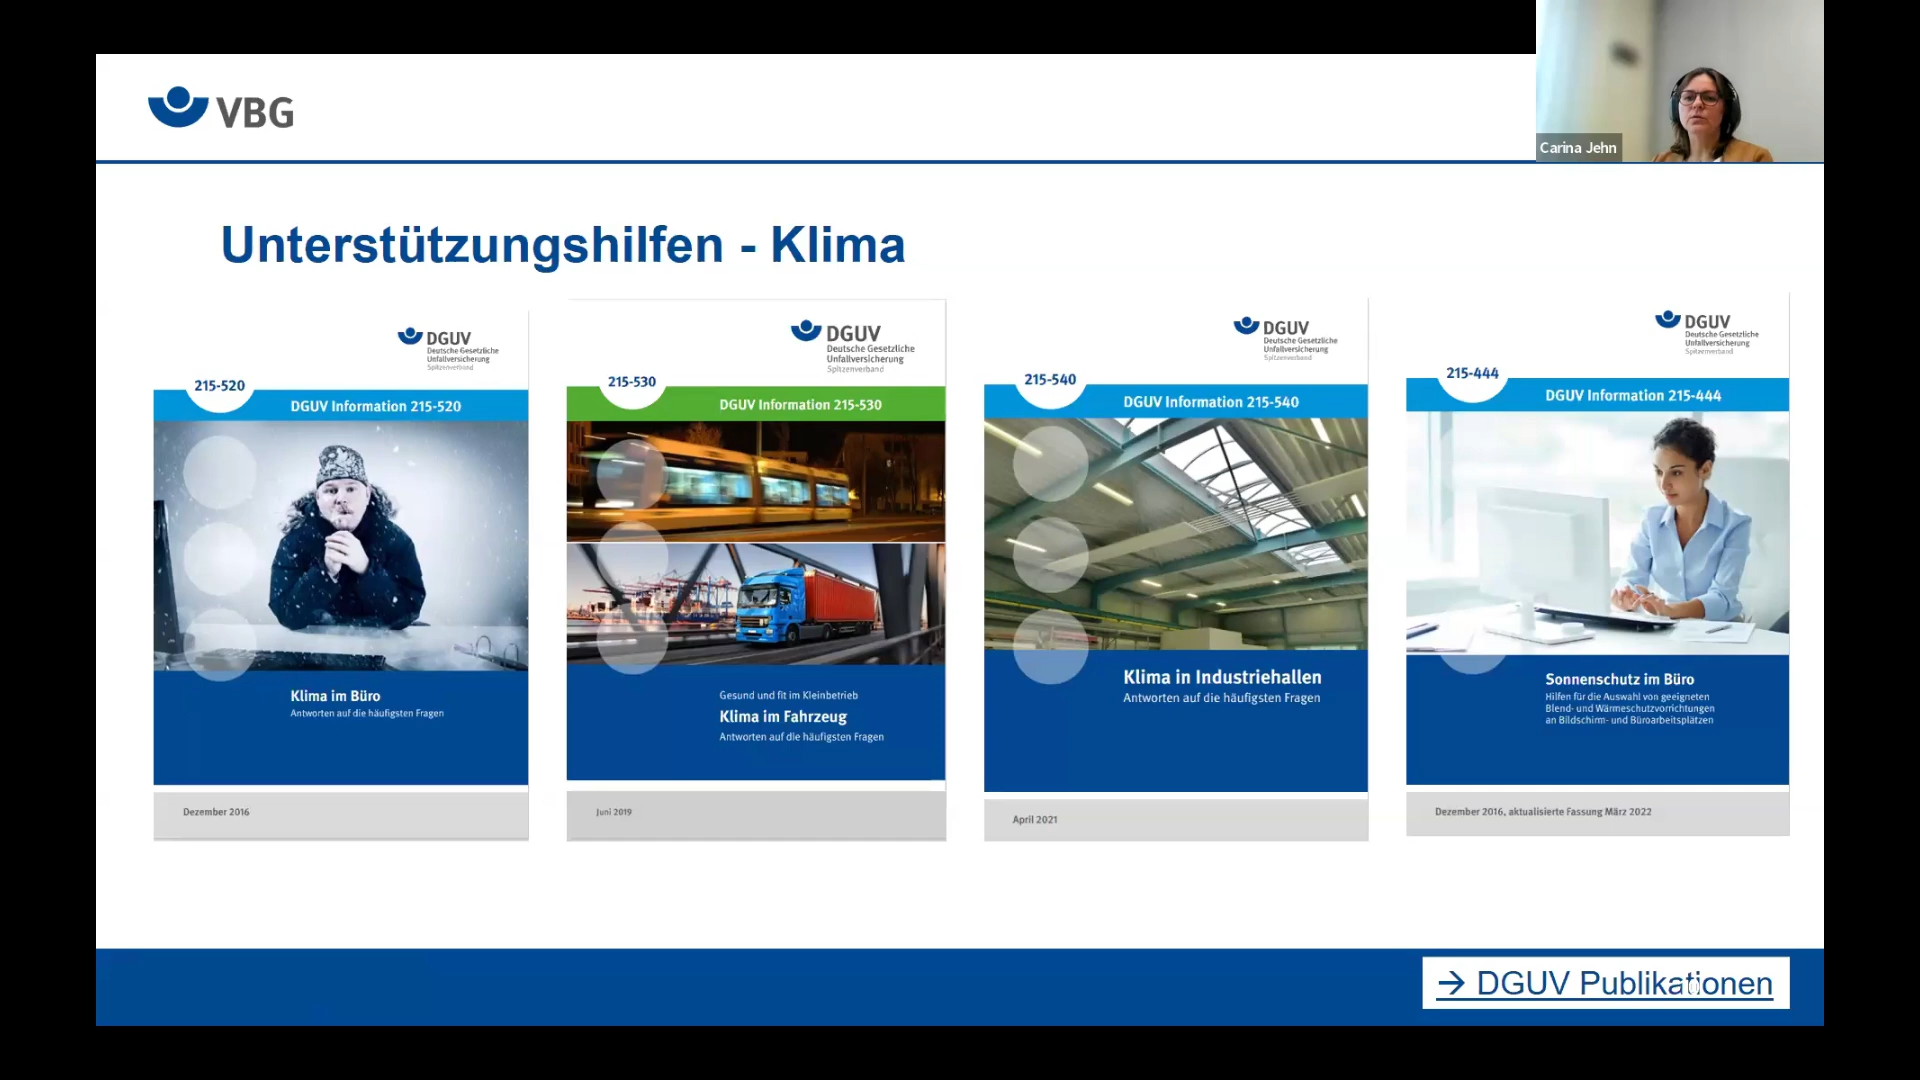 VBG
Carina Jehn
Unterstützungshilfen - Klima
DGUV
Deutsche Gesetzliche
Unfallversicherung
Spitzenverband
215-520
DGUV Information 215-520
Klima im Büro
Antworten auf die häufigsten Fragen
Dezember 2016
DGUV
Deutsche Gesetzliche
Unfallversicherung
Spitzenverband
215-530
DGUV Information 215-530
Gesund und fit im Kleinbetrieb
Klima im Fahrzeug
Antworten auf die häufigsten Fragen
Juni 2019
DGUV
Deutsche Gesetzliche
Unfallversicherung
Spitzenverband
215-540
DGUV Information 215-540
Klima in Industriehallen
Antworten auf die häufigsten Fragen
April 2021
DGUV
Deutsche Gesetzliche
Unfallversicherung
Spitzenverband
215-444
DGUV Information 215-444
Sonnenschutz im Büro
Hilfen für die Auswahl von geeigneten
Blend- und Wärmeschutzvorrichtungen
an Bildschirm- und Büroarbeitsplätzen
Dezember 2016, aktualisierte Fassung März 2022
→ DGUV Publikationen